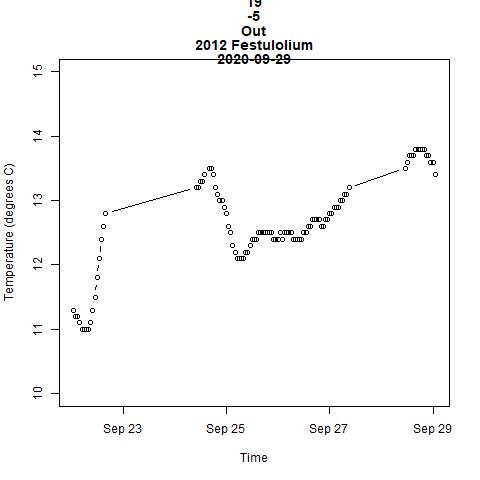 19
-5
Out
2012 Festulolium
2020-09-29
15
14
13
12
11
10
Temperature (degrees C)
Sep 23
Sep 25
Sep 27
Sep 29
Time